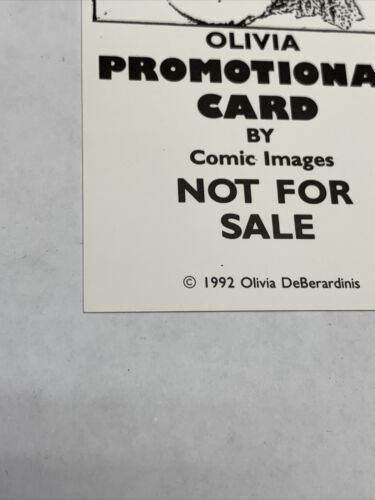 OLIVIA
PROMOTIONA
CARD
BY
Comic Images
NOT FOR
SALE
© 1992 Olivia DeBerardinis